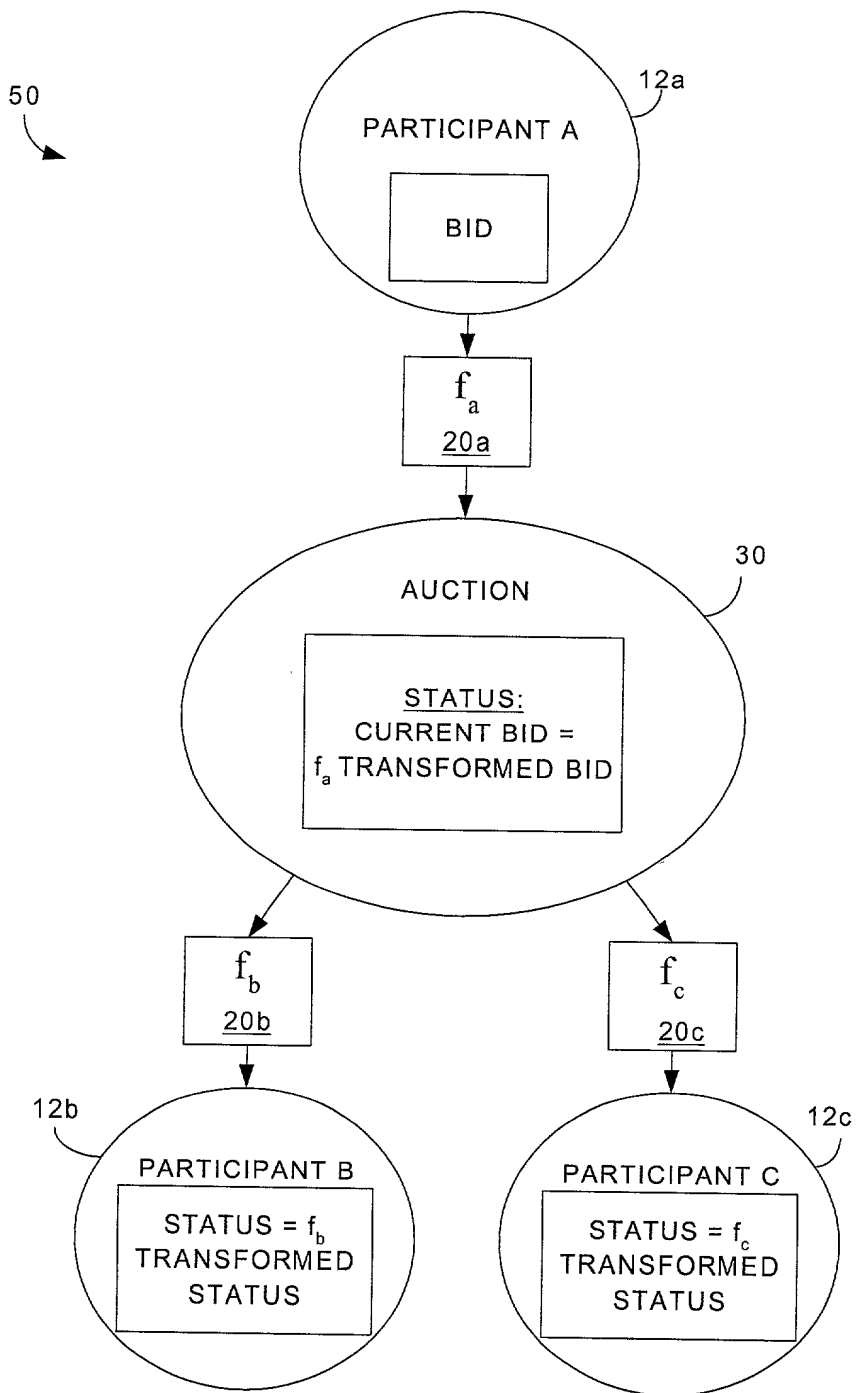 12a
50
PARTICIPANT A
BID
fa
20a
30
AUCTION
STATUS:
CURRENT BID =
fa TRANSFORMED BID
fb
20b
fc
20c
12b
12c
PARTICIPANT B
STATUS = fb
TRANSFORMED
STATUS
PARTICIPANT C
STATUS = fc
TRANSFORMED
STATUS